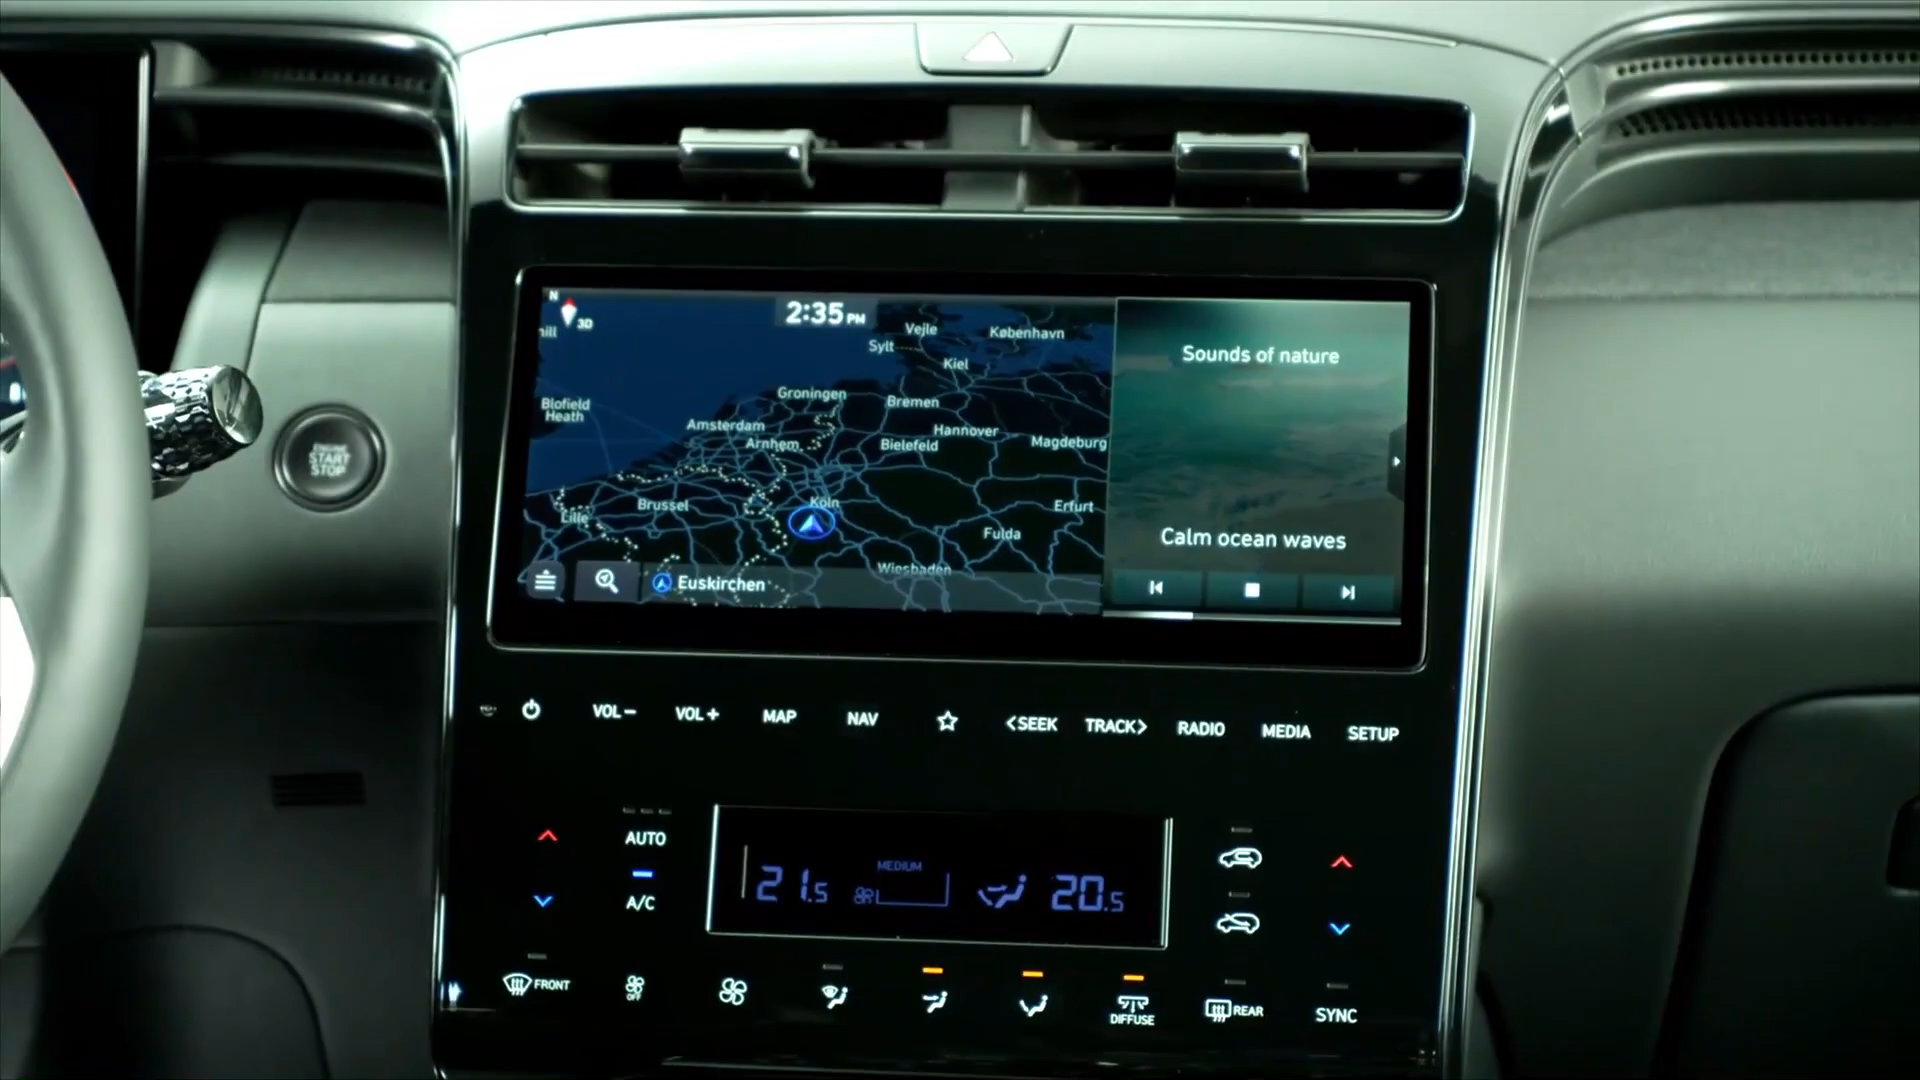 N
3D
2:35 PM
Vejle
København
Sylt
Kiel
Groningen
Bremen
Blofield
Heath
Amsterdam
Arnhem
Hannover
Bielefeld
Magdeburg
Brussel
Köln
Erfurt
Lille
Fulda
Wiesbaden
Euskirchen
Sounds of nature
Calm ocean waves
ENGINE
START
STOP
VOL −
VOL +
MAP
NAV
<SEEK
TRACK>
RADIO
MEDIA
SETUP
AUTO
A/C
MEDIUM
21.5
20.5
FRONT
OFF
DIFFUSE
REAR
SYNC